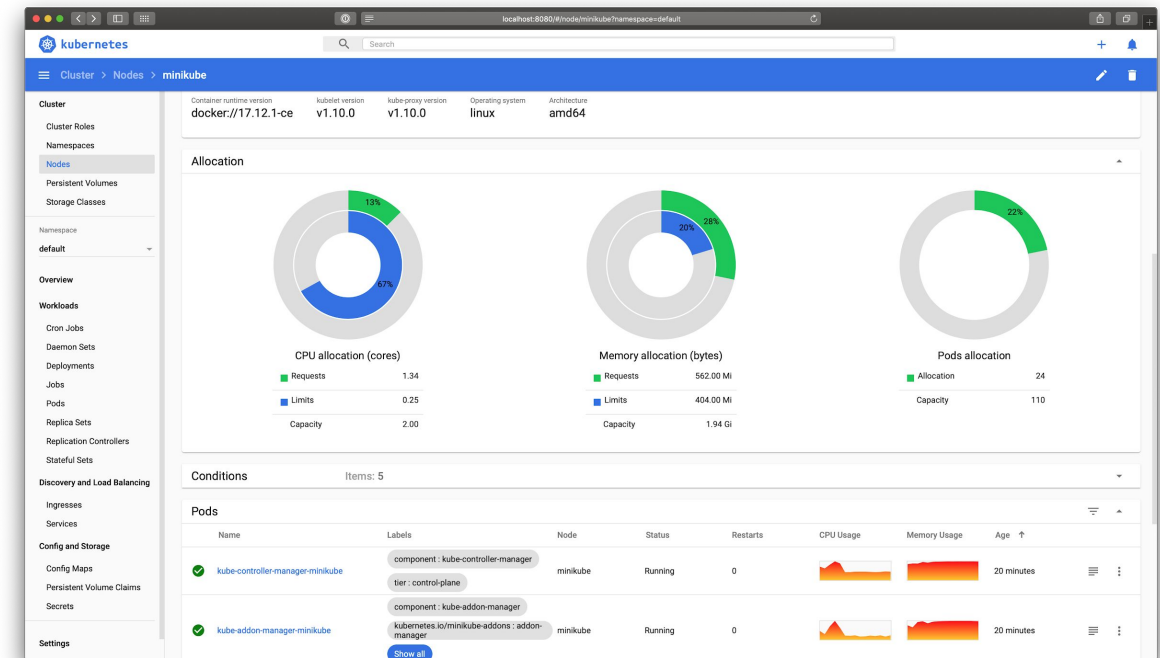 localhost:8080/#/node/minikube?namespace=default
kubernetes
Search
Cluster > Nodes > minikube
Cluster
Cluster Roles
Namespaces
Nodes
Persistent Volumes
Storage Classes
Namespace
default
Overview
Workloads
Cron Jobs
Daemon Sets
Deployments
Jobs
Pods
Replica Sets
Replication Controllers
Stateful Sets
Discovery and Load Balancing
Ingresses
Services
Config and Storage
Config Maps
Persistent Volume Claims
Secrets
Settings
Container runtime version kubelet version kube-proxy version Operating system Architecture
docker://17.12.1-ce v1.10.0 v1.10.0 linux amd64
Allocation
13%
67%
CPU allocation (cores)
Requests 1.34
Limits 0.25
Capacity 2.00
28%
20%
Memory allocation (bytes)
Requests 562.00 Mi
Limits 404.00 Mi
Capacity 1.94 Gi
22%
Pods allocation
Allocation 24
Capacity 110
Conditions Items: 5
Pods
Name Labels Node Status Restarts CPU Usage Memory Usage Age
kube-controller-manager-minikube
component : kube-controller-manager
tier : control-plane
minikube Running 0 20 minutes
kube-addon-manager-minikube
component : kube-addon-manager
kubernetes.io/minikube-addons : addon-
manager
Show all
minikube Running 0 20 minutes